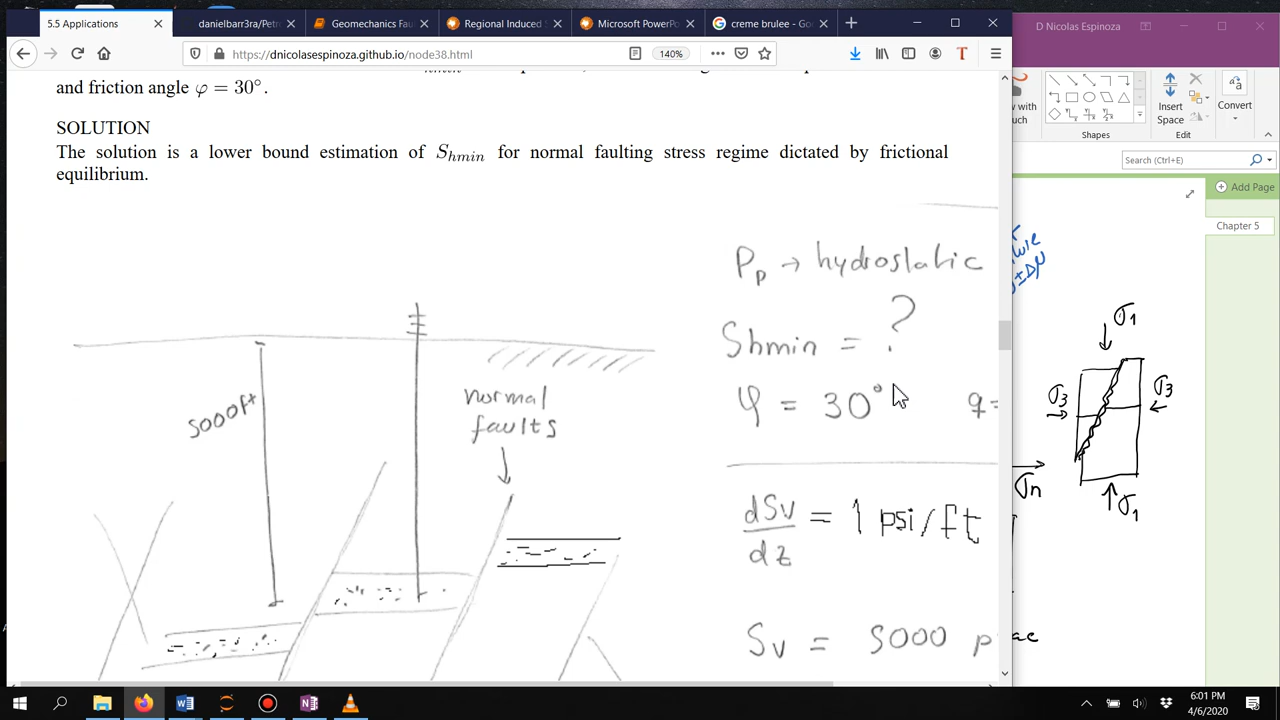 5.5 Applications
danielbarr3ra/Petro
Geomechanics Fau
Regional Induced S
Microsoft PowerPo
creme brulee - Go
D Nicolas Espinoza
https://dnicolasespinoza.github.io/node38.html
140%
and friction angle φ = 30°.
SOLUTION
The solution is a lower bound estimation of Shmin for normal faulting stress regime dictated by frictional
equilibrium.
Pp → hydrostatic
Shmin = ?
φ = 30° q=
dSv/dz = 1 psi/ft
Sv = 5000 p
5000ft
normal
faults
Insert
Space
Convert
Shapes
Edit
Search (Ctrl+E)
Add Page
Chapter 5
σ1
σ3
σ3
σn
σ1
6:01 PM
4/6/2020